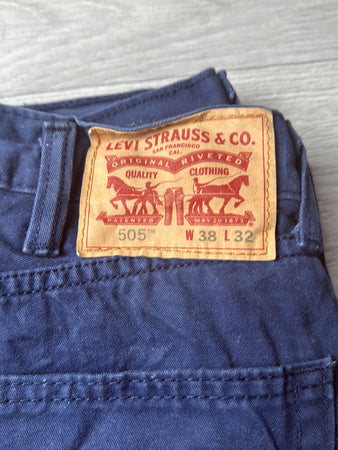 LEVI STRAUSS & CO.
SAN FRANCISCO
CAL.
ORIGINAL RIVETED
QUALITY CLOTHING
PATENTED MAY 20 1873
505™ W 38 L 32